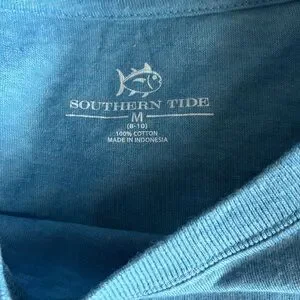 SOUTHERN TIDE
M
(8-10)
100% COTTON
MADE IN INDONESIA